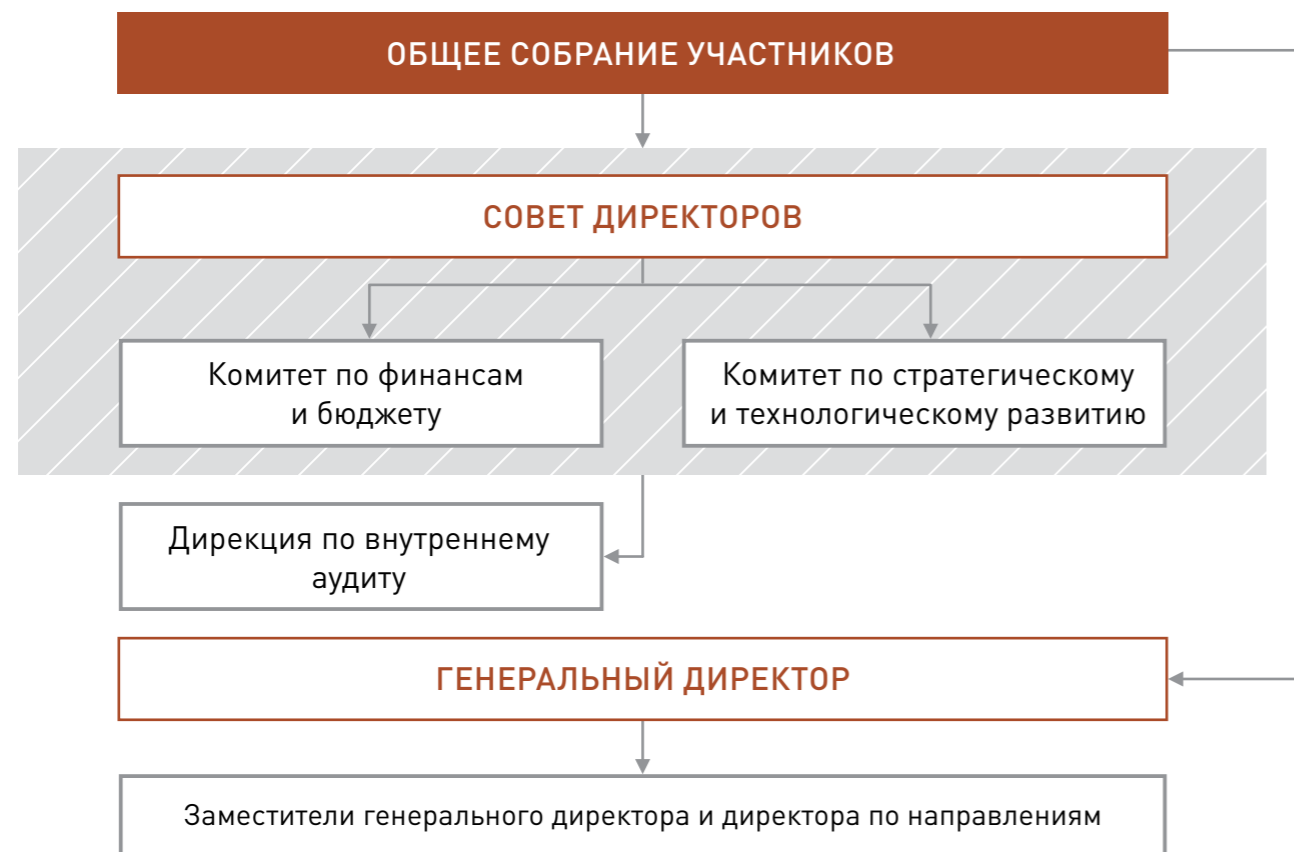 ОБЩЕЕ СОБРАНИЕ УЧАСТНИКОВ
СОВЕТ ДИРЕКТОРОВ
Комитет по финансам
и бюджету
Комитет по стратегическому
и технологическому развитию
Дирекция по внутреннему
аудиту
ГЕНЕРАЛЬНЫЙ ДИРЕКТОР
Заместители генерального директора и директора по направлениям